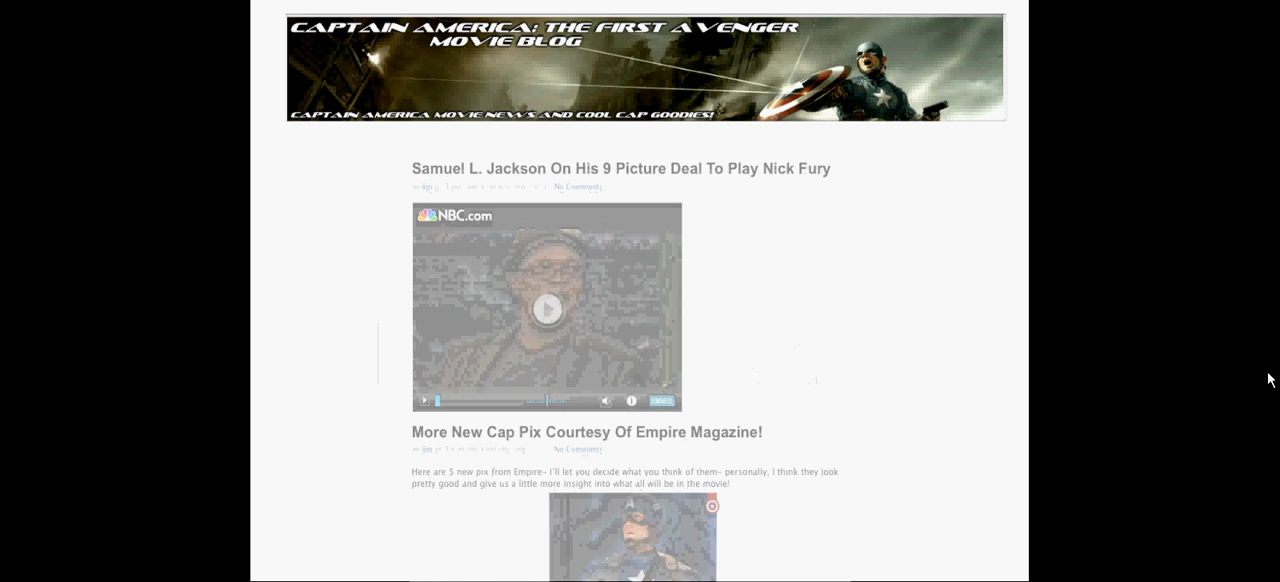 CAPTAIN AMERICA: THE FIRST AVENGER
MOVIE BLOG
CAPTAIN AMERICA MOVIE NEWS AND COOL CAP GOODIES!
Samuel L. Jackson On His 9 Picture Deal To Play Nick Fury
No Comments
NBC.com
EMBED
More New Cap Pix Courtesy Of Empire Magazine!
No Comments
Here are 5 new pix from Empire- I'll let you decide what you think of them- personally, I think they look
pretty good and give us a little more insight into what all will be in the movie!